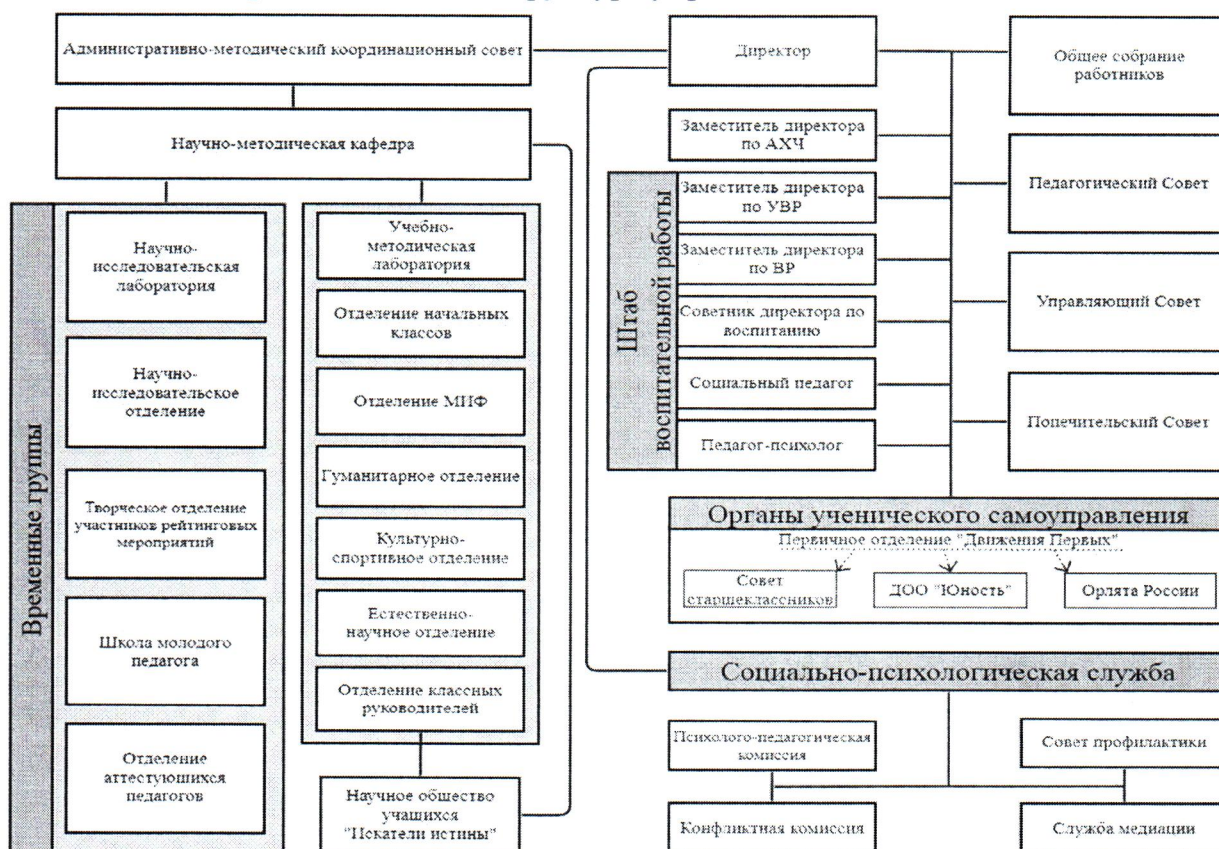 Административно-методический координационный совет
Директор
Общее собрание
работников
Научно-методическая кафедра
Заместитель директора
по АХЧ
Педагогический Совет
Управляющий Совет
Попечительский Совет
Штаб
воспитательной работы
Заместитель директора
по УВР
Заместитель директора
по ВР
Советник директора по
воспитанию
Социальный педагог
Педагог-психолог
Временные группы
Научно-
исследовательская
лаборатория
Научно-
исследовательское
отделение
Творческое отделение
участников рейтинговых
мероприятий
Школа молодого
педагога
Отделение
аттестующихся
педагогов
Учебно-
методическая
лаборатория
Отделение начальных
классов
Отделение МИФ
Гуманитарное отделение
Культурно-
спортивное отделение
Естественно-
научное отделение
Отделение классных
руководителей
Научное общество
учащихся
"Искатели истины"
Органы ученического самоуправления
Первичное отделение "Движения Первых"
Совет
старшеклассников
ДОО "Юность"
Орлята России
Социально-психологическая служба
Психолого-педагогическая
комиссия
Совет профилактики
Конфликтная комиссия
Служба медиации